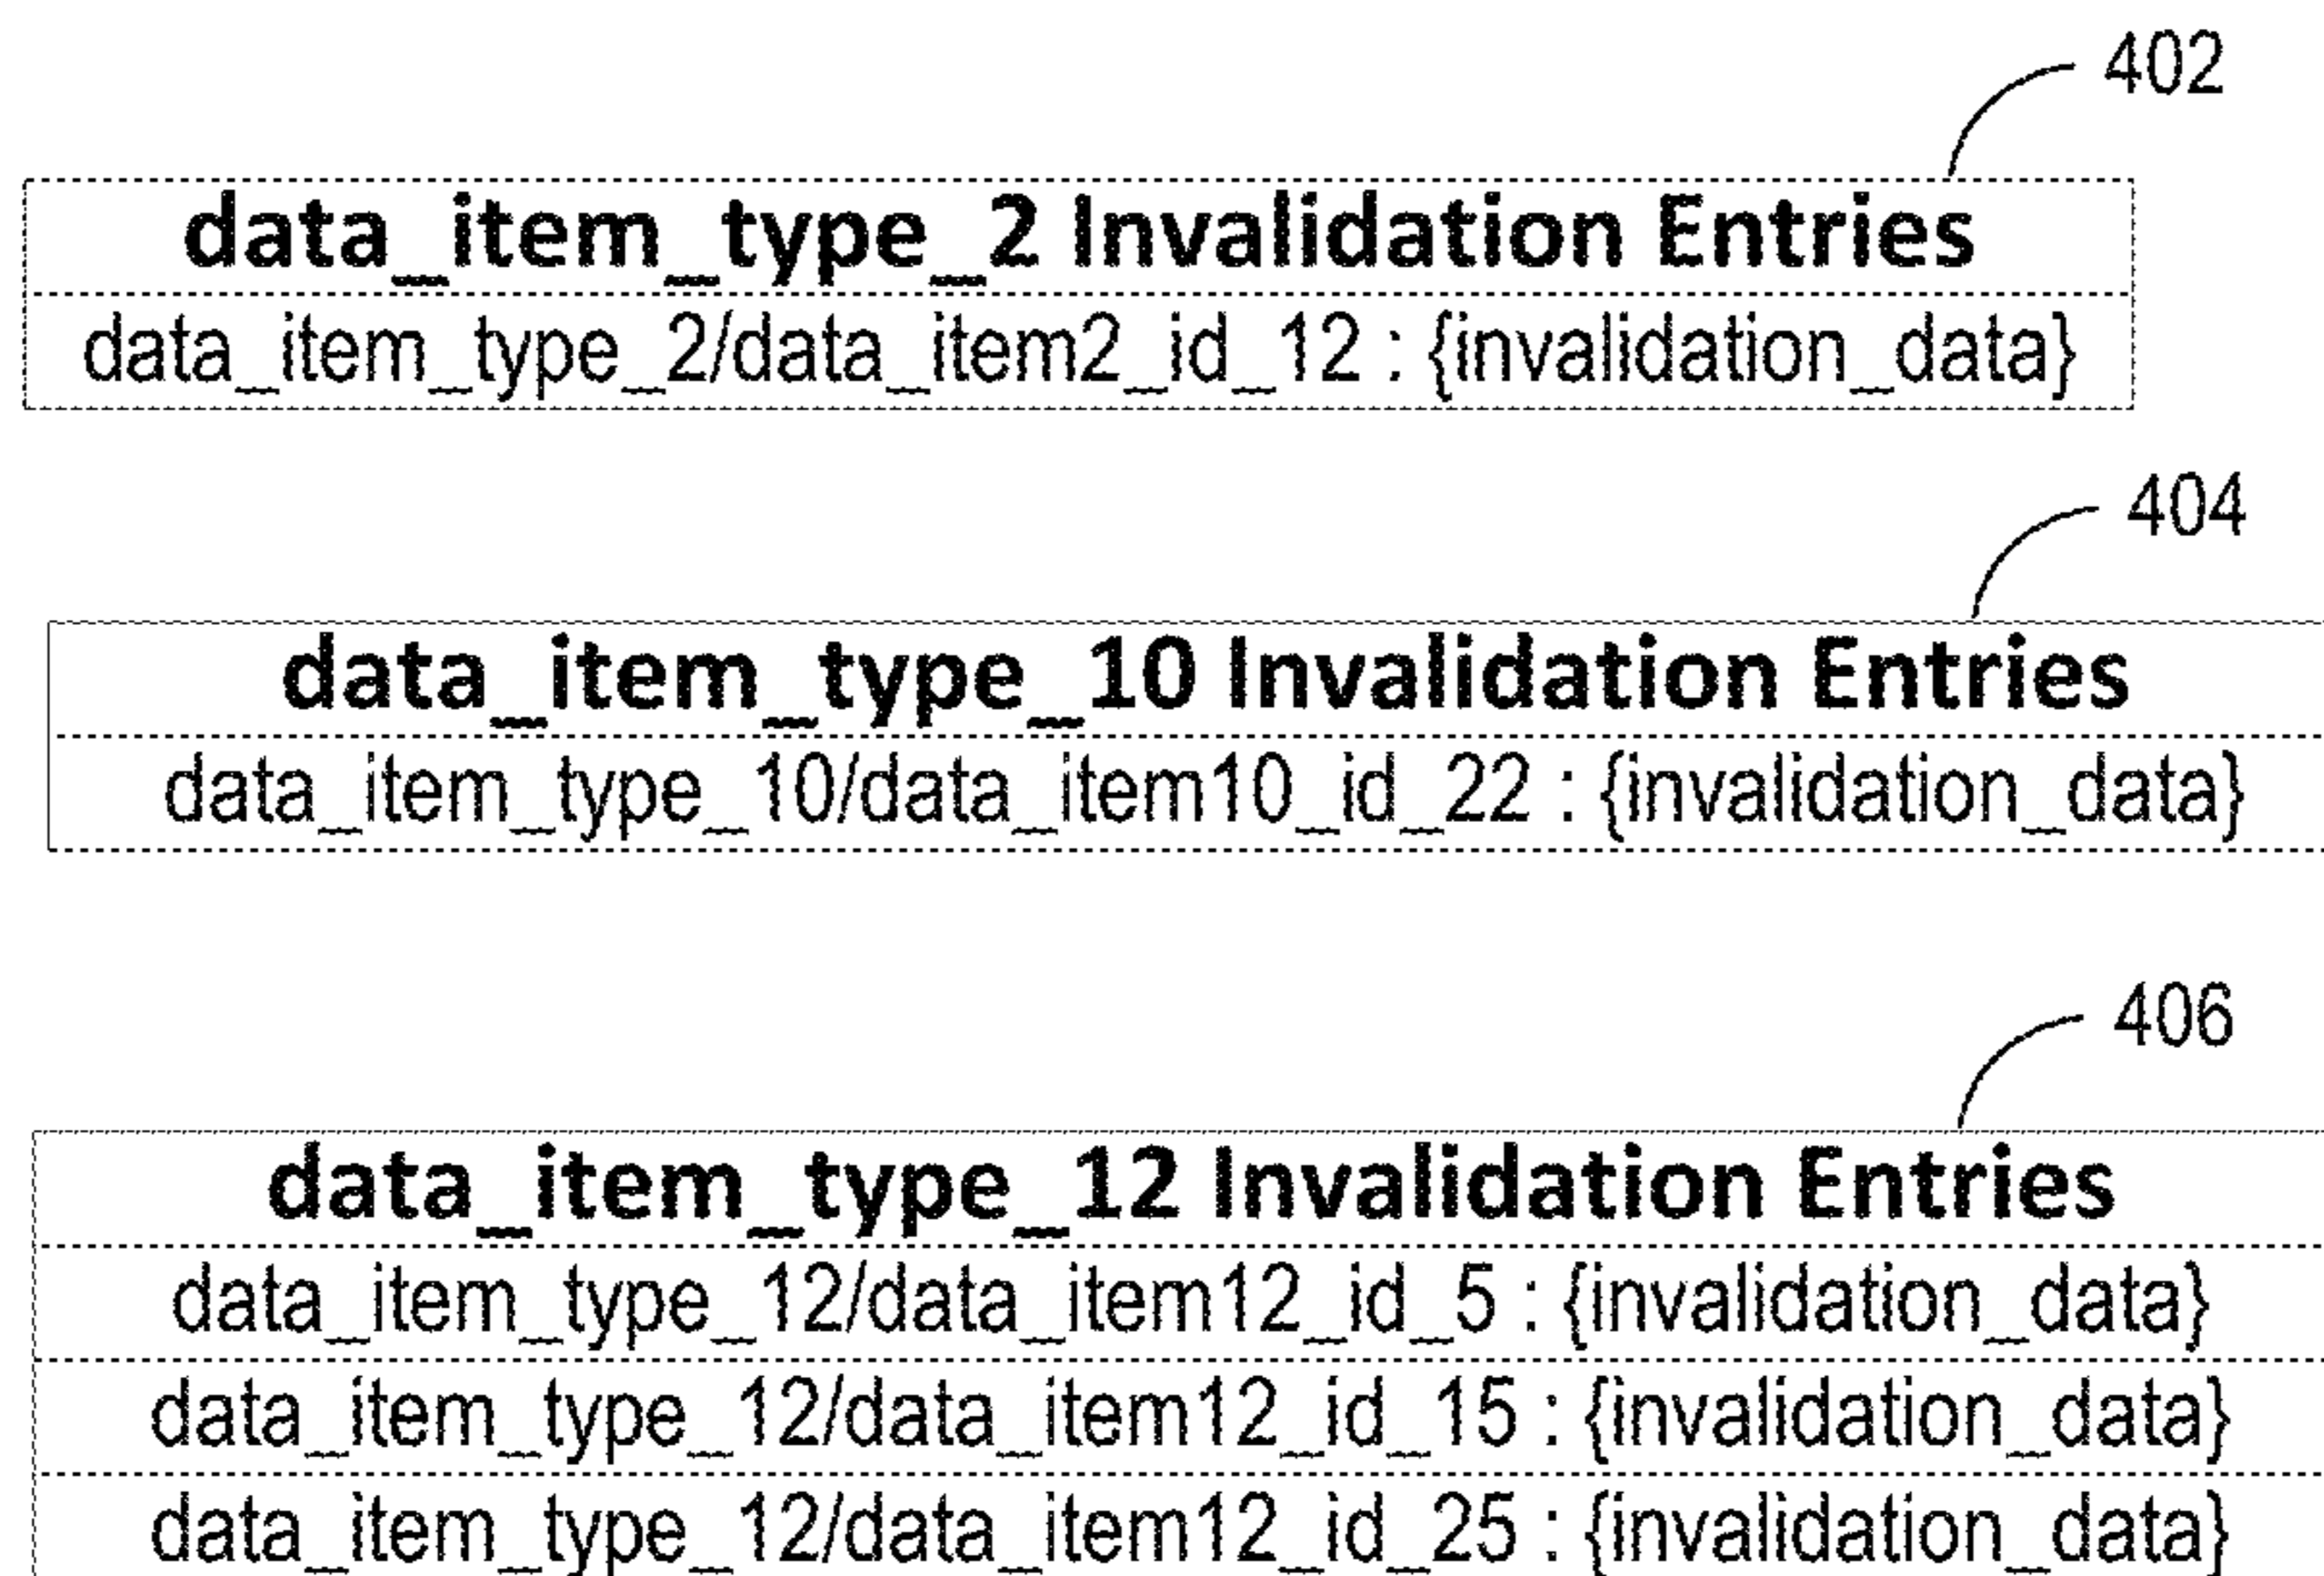 402
data_item_type_2 Invalidation Entries
data_item_type_2/data_item2_id_12 : {invalidation_data}
404
data_item_type_10 Invalidation Entries
data_item_type_10/data_item10_id_22 : {invalidation_data}
406
data_item_type_12 Invalidation Entries
data_item_type_12/data_item12_id_5 : {invalidation_data}
data_item_type_12/data_item12_id_15 : {invalidation_data}
data_item_type_12/data_item12_id_25 : {invalidation_data}